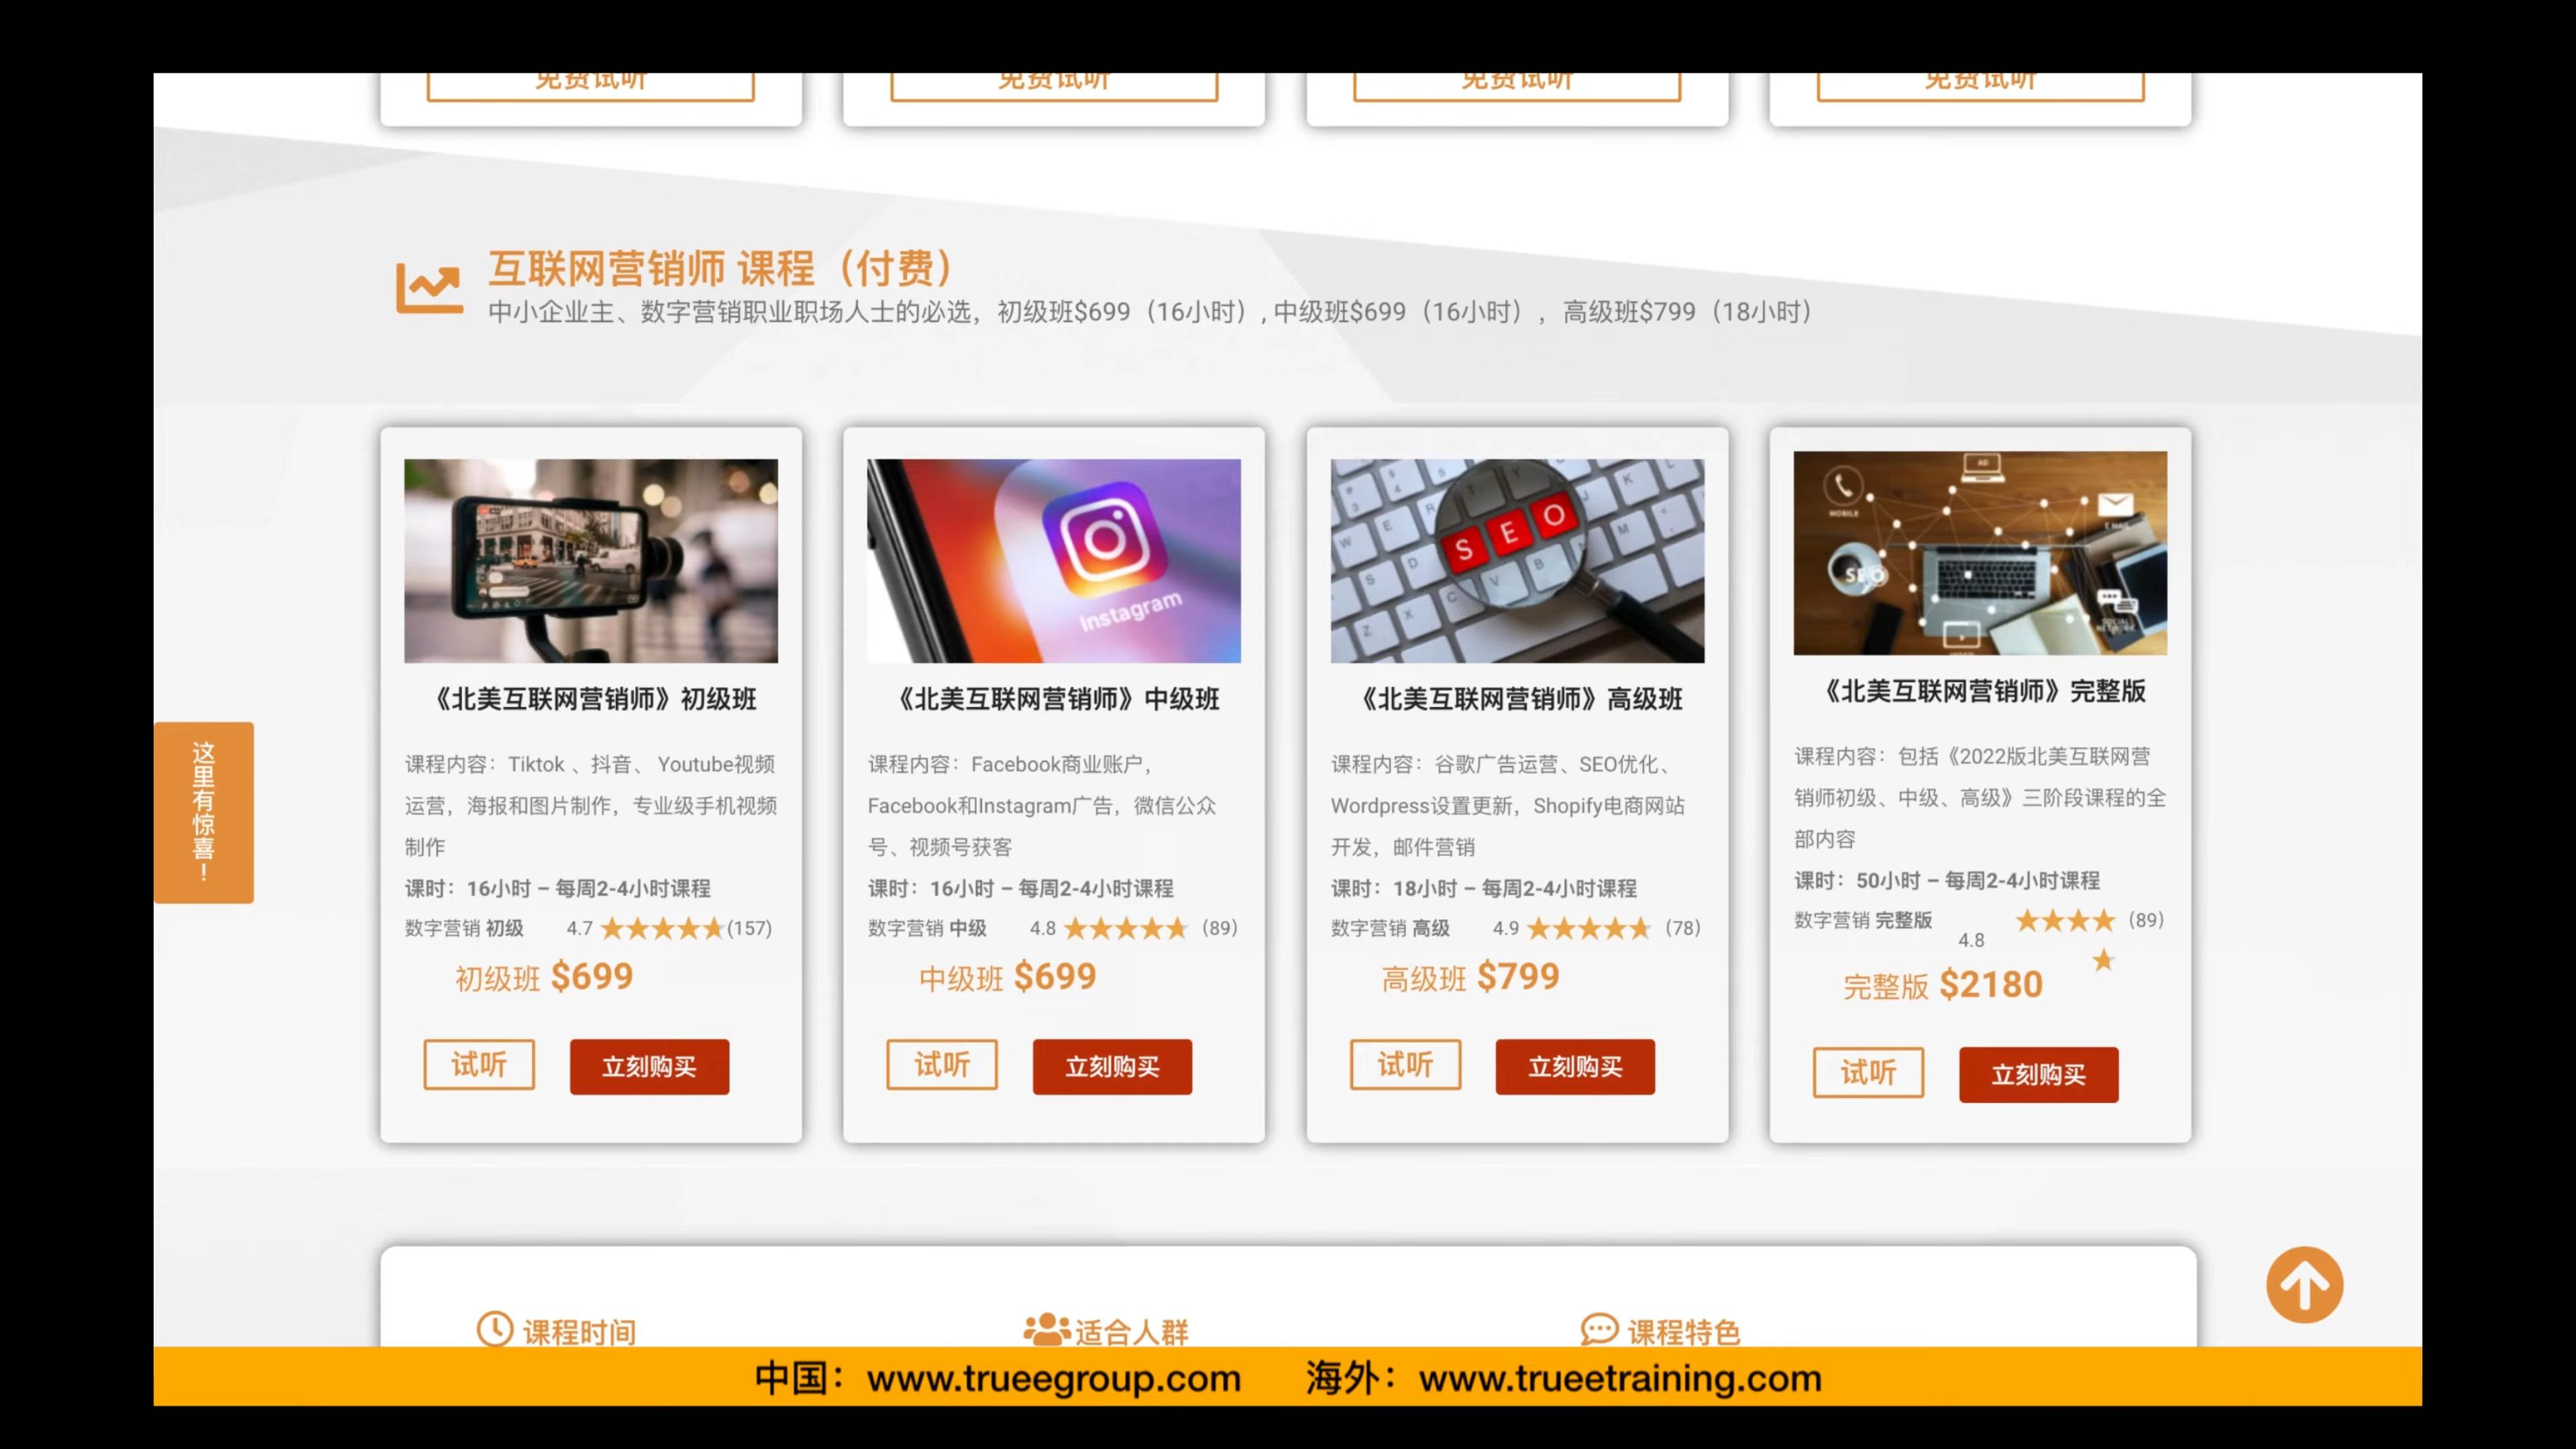 免费试听
免费试听
免费试听
免费试听
互联网营销师 课程（付费）
中小企业主、数字营销职业职场人士的必选，初级班$699（16小时）, 中级班$699（16小时），高级班$799（18小时）
Instagram
S E O
MOBILE
AD
E-MAIL
SEO
《北美互联网营销师》初级班
课程内容：Tiktok 、抖音、 Youtube视频
运营，海报和图片制作，专业级手机视频
制作
课时：16小时 – 每周2-4小时课程
数字营销 初级 4.7 (157)
初级班 $699
试听 立刻购买
《北美互联网营销师》中级班
课程内容：Facebook商业账户，
Facebook和Instagram广告，微信公众
号、视频号获客
课时：16小时 – 每周2-4小时课程
数字营销 中级 4.8 (89)
中级班 $699
试听 立刻购买
《北美互联网营销师》高级班
课程内容：谷歌广告运营、SEO优化、
Wordpress设置更新，Shopify电商网站
开发，邮件营销
课时：18小时 – 每周2-4小时课程
数字营销 高级 4.9 (78)
高级班 $799
试听 立刻购买
《北美互联网营销师》完整版
课程内容：包括《2022版北美互联网营
销师初级、中级、高级》三阶段课程的全
部内容
课时：50小时 – 每周2-4小时课程
数字营销 完整版 4.8 (89)
完整版 $2180
试听 立刻购买
这里有惊喜！
课程时间
适合人群
课程特色
中国：www.trueegroup.com 海外：www.trueetraining.com